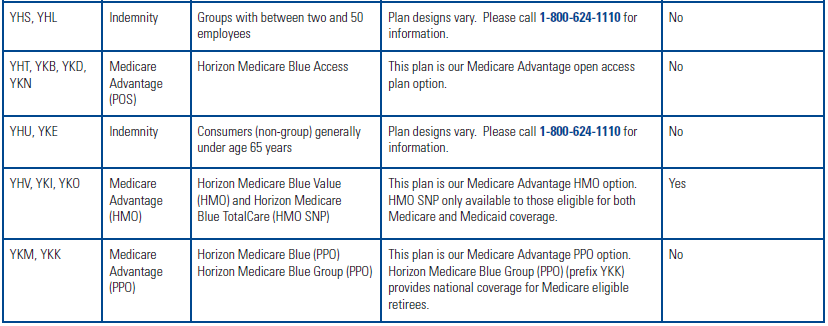 YHS, YHL
Indemnity
Groups with between two and 50
employees
Plan designs vary.  Please call 1-800-624-1110 for
information.
No
YHT, YKB, YKD,
YKN
Medicare
Advantage
(POS)
Horizon Medicare Blue Access
This plan is our Medicare Advantage open access
plan option.
No
YHU, YKE
Indemnity
Consumers (non-group) generally
under age 65 years
Plan designs vary.  Please call 1-800-624-1110 for
information.
No
YHV, YKI, YKO
Medicare
Advantage
(HMO)
Horizon Medicare Blue Value
(HMO) and Horizon Medicare
Blue TotalCare (HMO SNP)
This plan is our Medicare Advantage HMO option.
HMO SNP only available to those eligible for both
Medicare and Medicaid coverage.
Yes
YKM, YKK
Medicare
Advantage
(PPO)
Horizon Medicare Blue (PPO)
Horizon Medicare Blue Group (PPO)
This plan is our Medicare Advantage PPO option.
Horizon Medicare Blue Group (PPO) (prefix YKK)
provides national coverage for Medicare eligible
retirees.
No